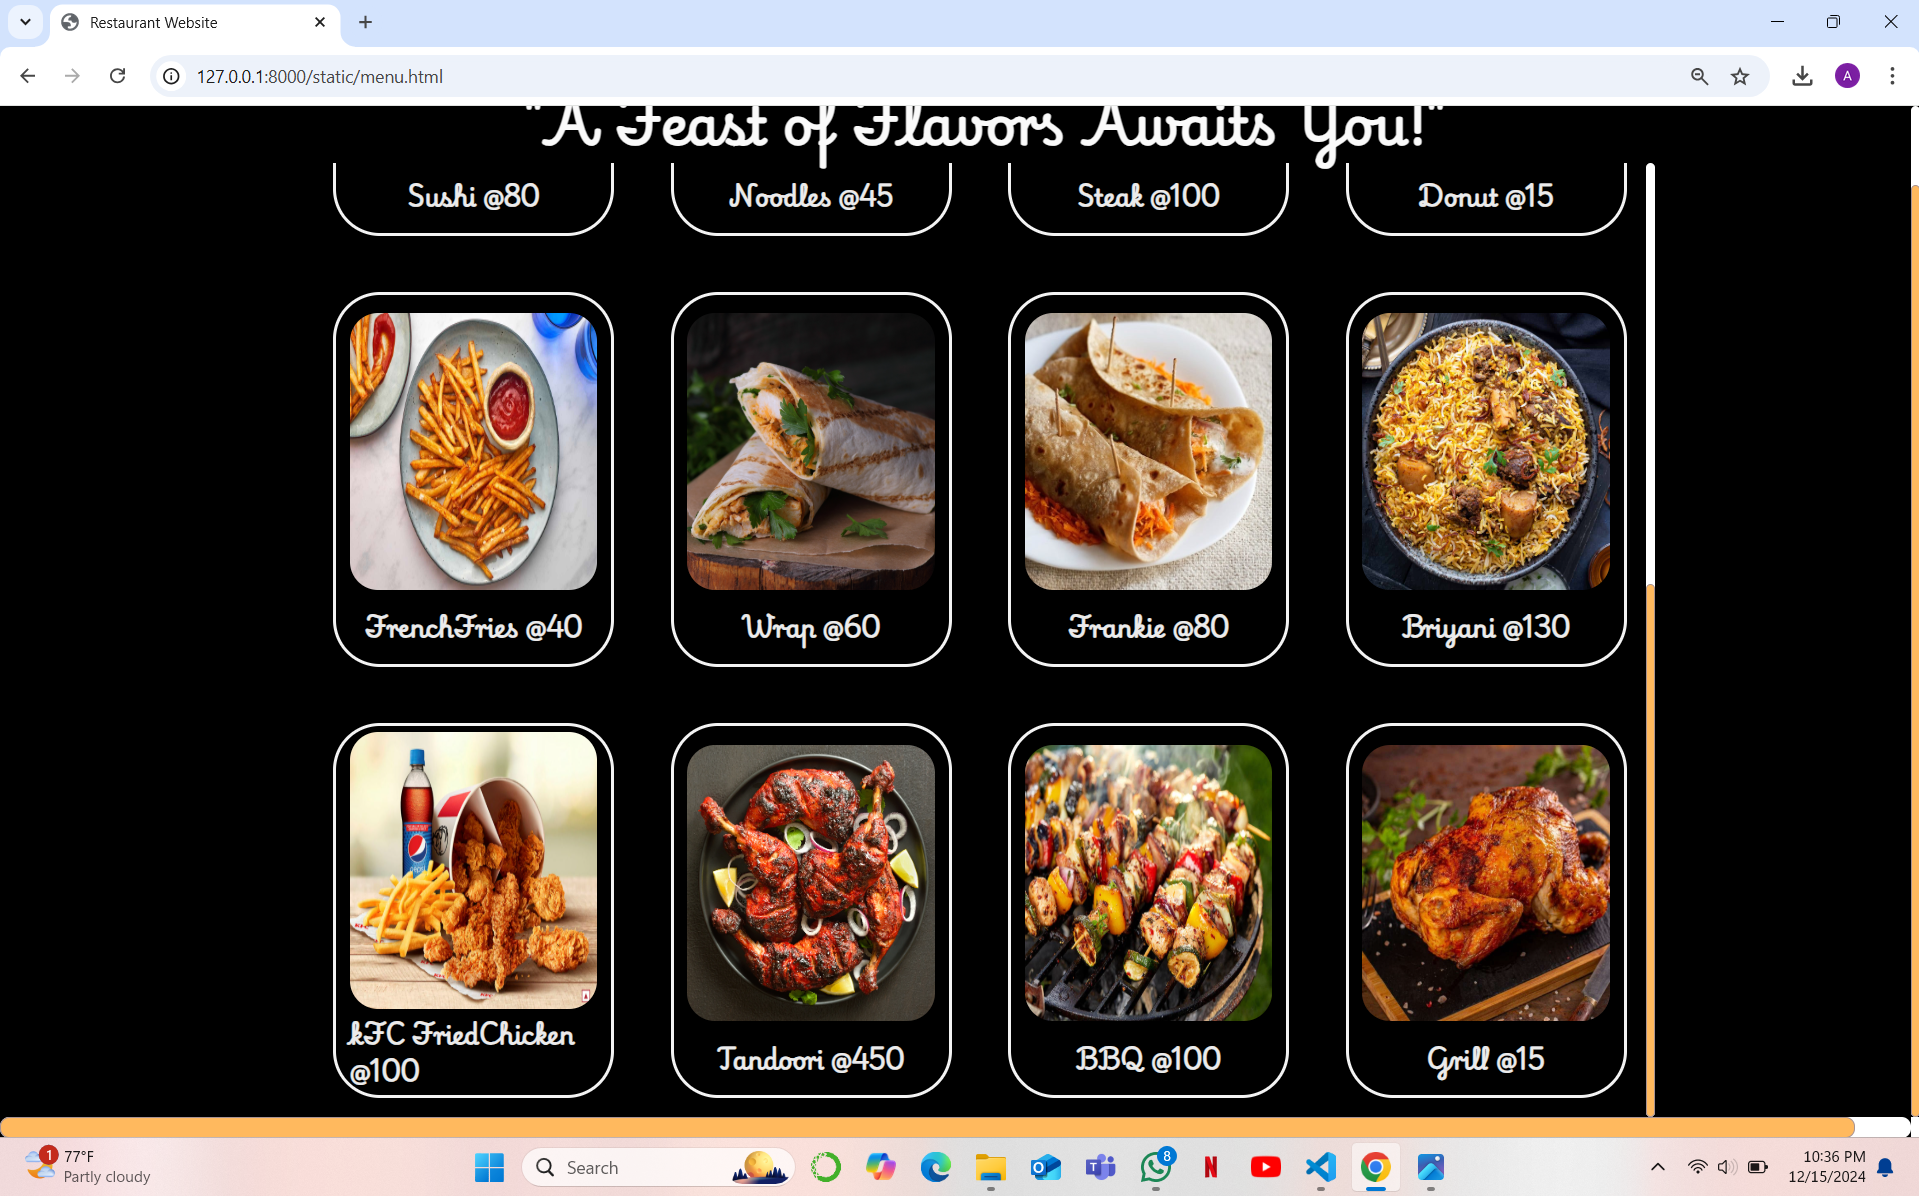 Restaurant Website
127.0.0.1:8000/static/menu.html
A
"A Feast of Flavors Awaits You!"
Sushi @80
Noodles @45
Steak @100
Donut @15
FrenchFries @40
Wrap @60
Frankie @80
Briyani @130
kFC FriedChicken
@100
Tandoori @450
BBQ @100
Grill @15
1
77°F
Partly cloudy
Search
8
N
10:36 PM
12/15/2024